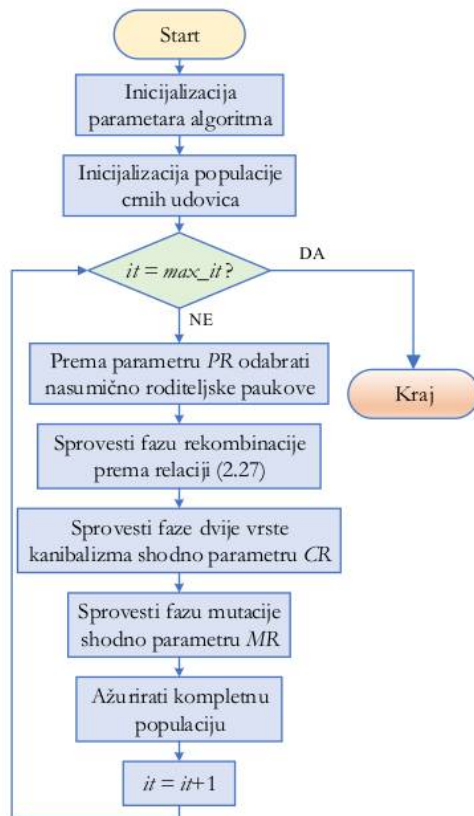 Start
Inicijalizacija
parametara algoritma
Inicijalizacija populacije
crnih udovica
it = max_it?
DA
NE
Prema parametru PR odabrati
nasumično roditeljske paukove
Kraj
Sprovesti fazu rekombinacije
prema relaciji (2.27)
Sprovesti faze dvije vrste
kanibalizma shodno parametru CR
Sprovesti fazu mutacije
shodno parametru MR
Ažurirati kompletnu
populaciju
it = it+1